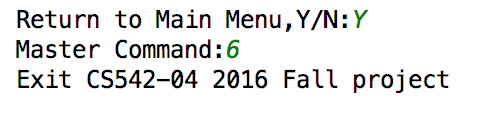 Return to Main Menu,Y/N:Y
Master Command:6
Exit CS542-04 2016 Fall project